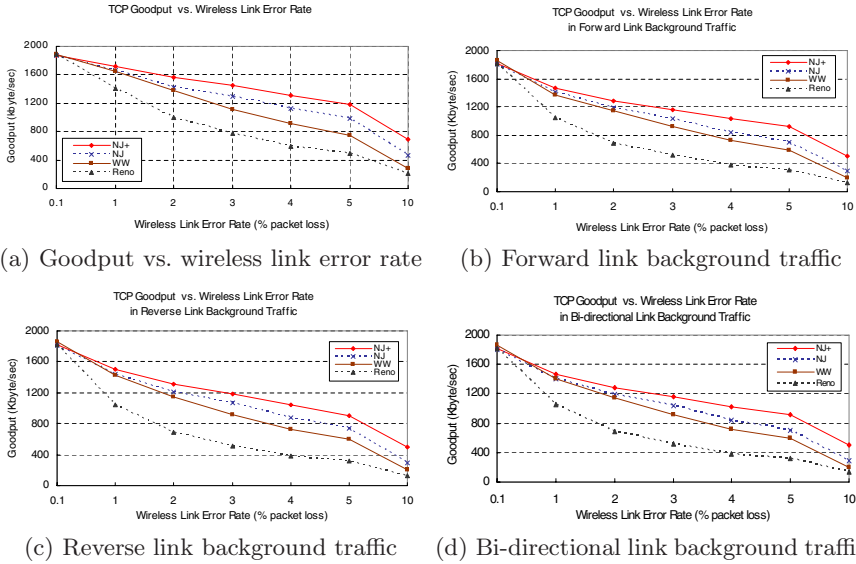 TCP Goodput vs. Wireless Link Error Rate
Goodput (kbyte/sec)
2000
1600
1200
800
400
0
NJ+
NJ
WW
Reno
0.1 1 2 3 4 5 10
Wireless Link Error Rate (% packet loss)
(a) Goodput vs. wireless link error rate
TCP Goodput vs. Wireless Link Error Rate
in Forward Link Background Traffic
Goodput (Kbyte/sec)
2000
1600
1200
800
400
0
NJ+
NJ
WW
Reno
0.1 1 2 3 4 5 10
Wireless Link Error Rate (% packet loss)
(b) Forward link background traffic
TCP Goodput vs. Wireless Link Error Rate
in Reverse Link Background Traffic
Goodput (Kbyte/sec)
2000
1600
1200
800
400
0
NJ+
NJ
WW
Reno
0.1 1 2 3 4 5 10
Wireless Link Error Rate (% packet loss)
(c) Reverse link background traffic
TCP Goodput vs. Wireless Link Error Rate
in Bi-directional Link Background Traffic
Goodput (Kbyte/sec)
2000
1600
1200
800
400
0
NJ+
NJ
WW
Reno
0.1 1 2 3 4 5 10
Wireless Link Error Rate (% packet loss)
(d) Bi-directional link background traffi